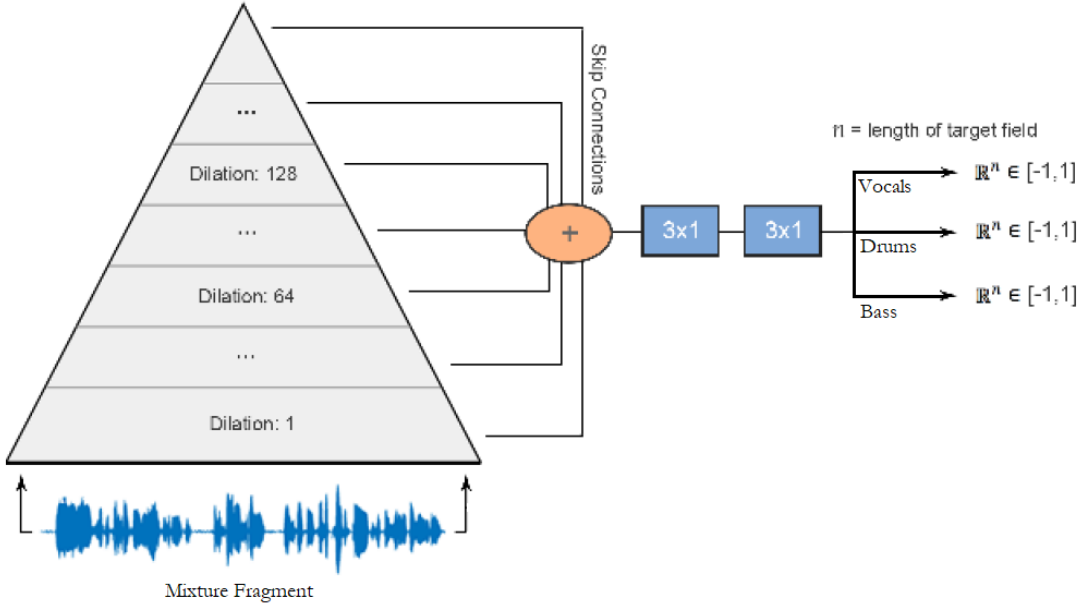 ...
Dilation: 128
...
Dilation: 64
...
Dilation: 1
Mixture Fragment
Skip Connections
+
3x1
3x1
n = length of target field
Vocals
ℝⁿ ∈ [-1,1]
Drums
ℝⁿ ∈ [-1,1]
Bass
ℝⁿ ∈ [-1,1]